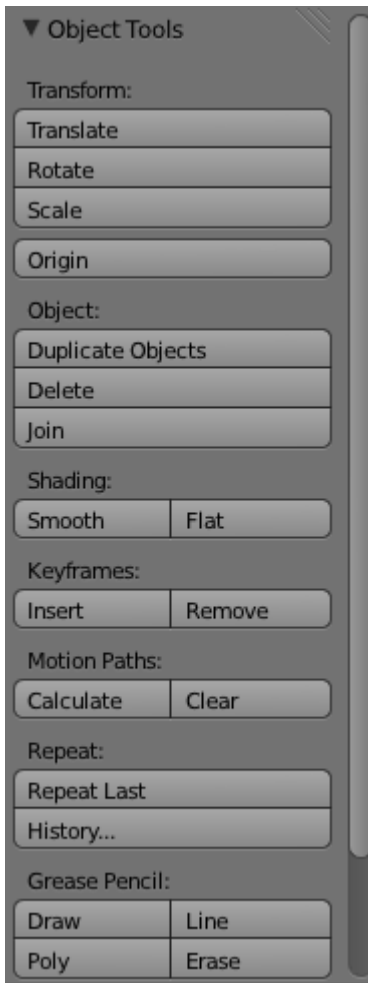 Object Tools
Transform:
Translate
Rotate
Scale
Origin
Object:
Duplicate Objects
Delete
Join
Shading:
Smooth Flat
Keyframes:
Insert Remove
Motion Paths:
Calculate Clear
Repeat:
Repeat Last
History...
Grease Pencil:
Draw Line
Poly Erase